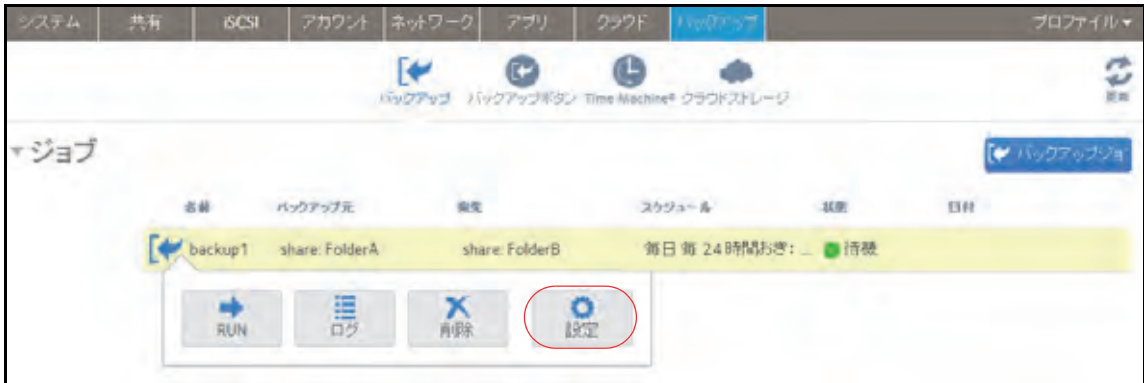 システム 共有 iSCSI アカウント ネットワーク アプリ クラウド バックアップ プロファイル
バックアップ バックアップボタン Time Machine® クラウドストレージ 更新
ジョブ バックアップジョ
名前 バックアップ元 宛先 スケジュール 状態 日付
backup1 share: FolderA share: FolderB 毎日 毎 24 時間おき: ... 待機
RUN ログ 削除 設定